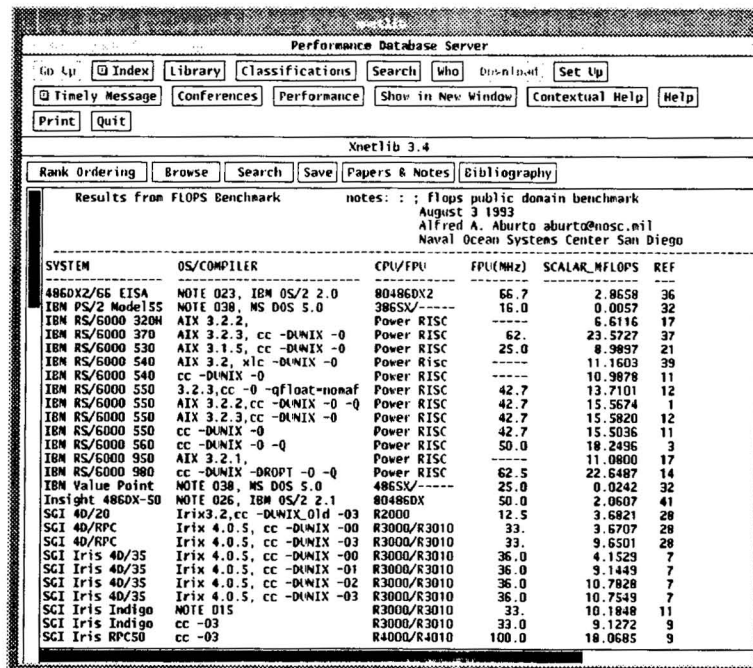 xnetlib
Performance Database Server
Go Up Index Library Classifications Search Who Download Set Up
Timely Message Conferences Performance Show in New Window Contextual Help Help
Print Quit
Xnetlib 3.4
Rank Ordering Browse Search Save Papers & Notes Bibliography
Results from FLOPS Benchmark notes: : ; flops public domain benchmark
August 3 1993
Alfred A. Aburto aburto@nosc.mil
Naval Ocean Systems Center San Diego
SYSTEM OS/COMPILER CPU/FPU FPU(MHz) SCALAR_MFLOPS REF
486DX2/66 EISA NOTE 023, IBM OS/2 2.0 80486DX2 66.7 2.8658 36
IBM PS/2 Model55 NOTE 038, MS DOS 5.0 386SX/----- 16.0 0.0057 32
IBM RS/6000 320H AIX 3.2.2, Power RISC ----- 6.6116 17
IBM RS/6000 370 AIX 3.2.3, cc -DUNIX -O Power RISC 62. 23.5727 37
IBM RS/6000 530 AIX 3.1.5, cc -DUNIX -O Power RISC 25.0 8.9897 21
IBM RS/6000 540 AIX 3.2, xlc -DUNIX -O Power RISC ----- 11.1603 39
IBM RS/6000 540 cc -DUNIX -O Power RISC ----- 10.9878 11
IBM RS/6000 550 3.2.3,cc -O -qfloat=nomaf Power RISC 42.7 13.7101 12
IBM RS/6000 550 AIX 3.2.2,cc -DUNIX -O -Q Power RISC 42.7 15.5674 1
IBM RS/6000 550 AIX 3.2.3,cc -DUNIX -O Power RISC 42.7 15.5820 12
IBM RS/6000 550 cc -DUNIX -O Power RISC 42.7 15.5036 11
IBM RS/6000 560 cc -DUNIX -O -Q Power RISC 50.0 18.2496 3
IBM RS/6000 950 AIX 3.2.1, Power RISC ----- 11.0800 17
IBM RS/6000 980 cc -DUNIX -DROPT -O -Q Power RISC 62.5 22.6487 14
IBM Value Point NOTE 038, MS DOS 5.0 486SX/----- 25.0 0.0242 32
Insight 486DX-50 NOTE 026, IBM OS/2 2.1 80486DX 50.0 2.0607 41
SGI 4D/20 Irix3.2,cc -DUNIX_Old -O3 R2000 12.5 3.6821 28
SGI 4D/RPC Irix 4.0.5, cc -DUNIX -O0 R3000/R3010 33. 3.6707 28
SGI 4D/RPC Irix 4.0.5, cc -DUNIX -O3 R3000/R3010 33. 9.6501 28
SGI Iris 4D/35 Irix 4.0.5, cc -DUNIX -O0 R3000/R3010 36.0 4.1529 7
SGI Iris 4D/35 Irix 4.0.5, cc -DUNIX -O1 R3000/R3010 36.0 9.1449 7
SGI Iris 4D/35 Irix 4.0.5, cc -DUNIX -O2 R3000/R3010 36.0 10.7828 7
SGI Iris 4D/35 Irix 4.0.5, cc -DUNIX -O3 R3000/R3010 36.0 10.7549 7
SGI Iris Indigo NOTE 015 R3000/R3010 33. 10.1848 11
SGI Iris Indigo cc -O3 R3000/R3010 33.0 9.1272 9
SGI Iris RPC50 cc -O3 R4000/R4010 100.0 18.0685 9